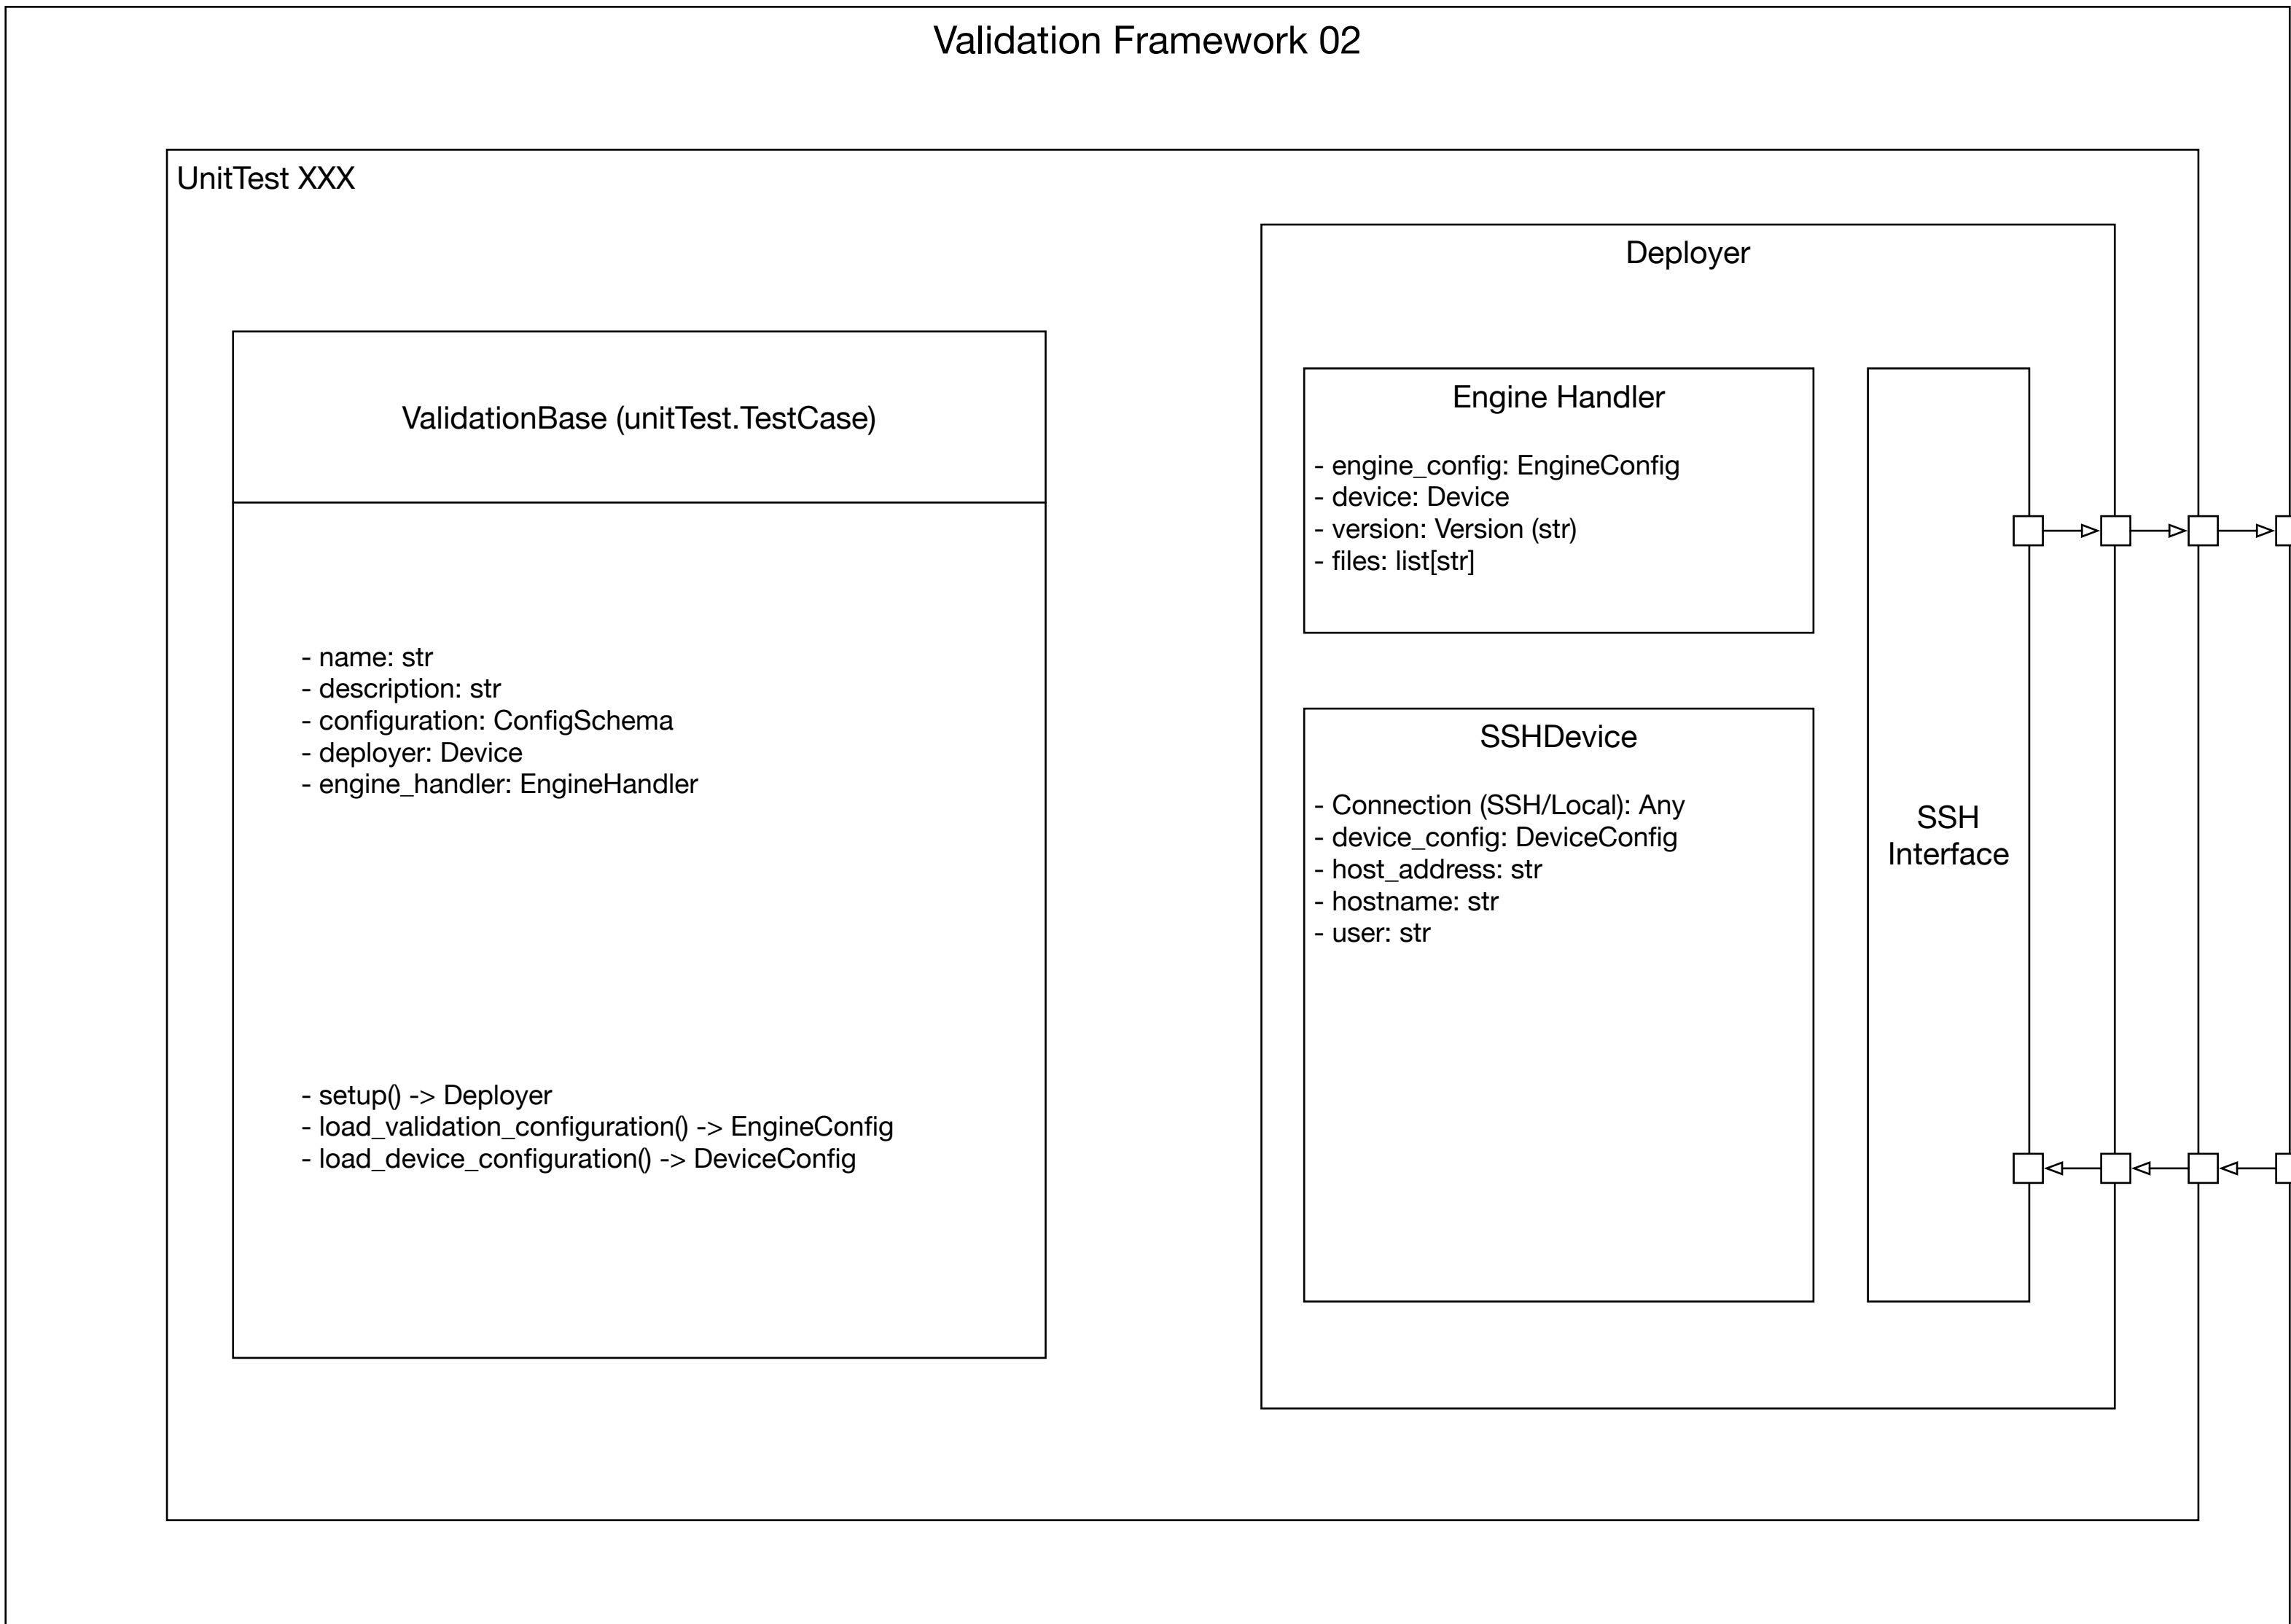 Validation Framework 02
UnitTest XXX
ValidationBase (unitTest.TestCase)
- name: str
- description: str
- configuration: ConfigSchema
- deployer: Device
- engine_handler: EngineHandler
- setup() -> Deployer
- load_validation_configuration() -> EngineConfig
- load_device_configuration() -> DeviceConfig
Deployer
Engine Handler
- engine_config: EngineConfig
- device: Device
- version: Version (str)
- files: list[str]
SSHDevice
- Connection (SSH/Local): Any
- device_config: DeviceConfig
- host_address: str
- hostname: str
- user: str
SSH
Interface